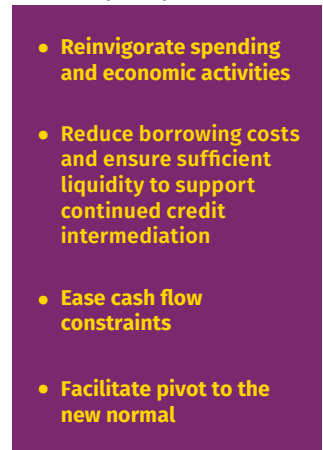 • Reinvigorate spending
and economic activities
• Reduce borrowing costs
and ensure sufficient
liquidity to support
continued credit
intermediation
• Ease cash flow
constraints
• Facilitate pivot to the
new normal